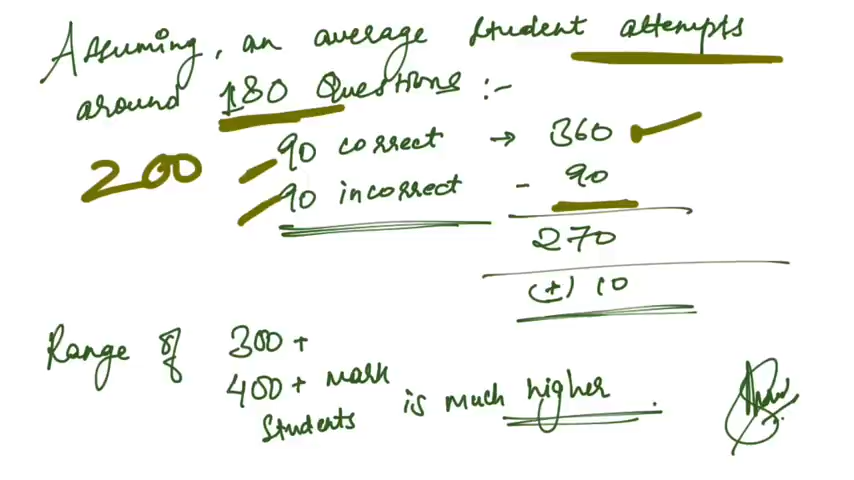 Assuming, an average student attempts
around 180 Questions :-
200
90 correct → 360
90 incorrect - 90
270
(±) 10
Range of 300 +
400 + mark
students is much higher.